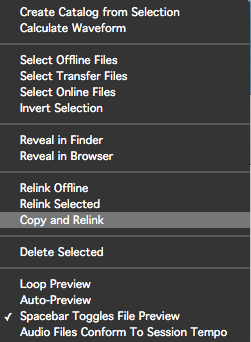 Create Catalog from Selection
Calculate Waveform
Select Offline Files
Select Transfer Files
Select Online Files
Invert Selection
Reveal in Finder
Reveal in Browser
Relink Offline
Relink Selected
Copy and Relink
Delete Selected
Loop Preview
Auto-Preview
✓ Spacebar Toggles File Preview
Audio Files Conform To Session Tempo